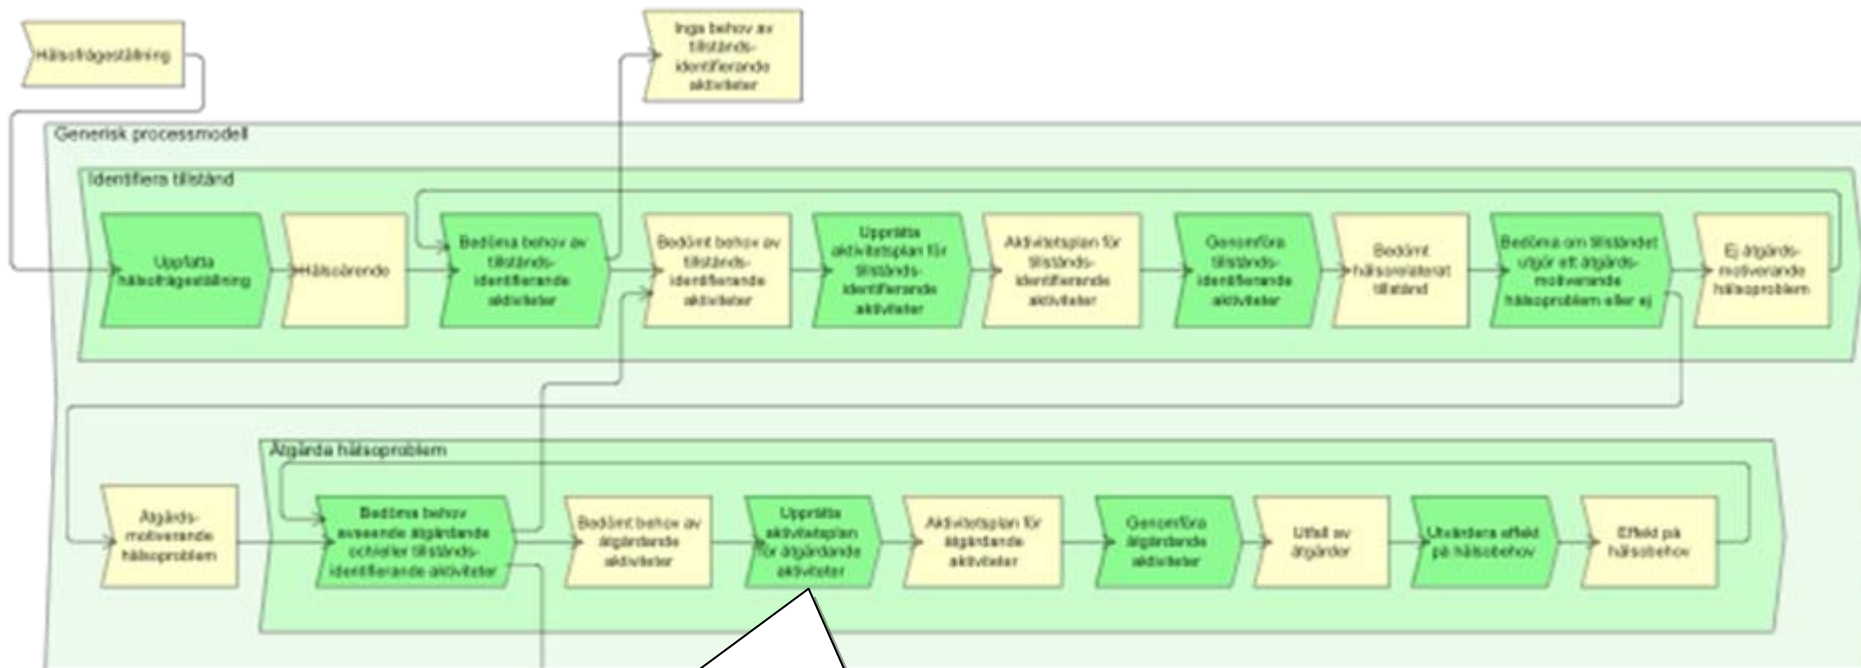 Hälsofrågeställning
Inga behov av
tillstånds-
identifierande
aktiviteter
Generisk processmodell
Identifiera tillstånd
Uppfatta
hälsofrågeställning
Hälsoärende
Bedöma behov av
tillstånds-
identifierande
aktiviteter
Bedömt behov av
tillstånds-
identifierande
aktiviteter
Upprätta
aktivitetsplan för
tillstånds-
identifierande
aktiviteter
Aktivitetsplan för
tillstånds-
identifierande
aktiviteter
Genomföra
tillstånds-
identifierande
aktiviteter
Bedömt
hälsorelaterat
tillstånd
Bedöma om tillståndet
utgör ett åtgärds-
motiverande
hälsoproblem eller ej
Ej åtgärds-
motiverande
hälsoproblem
Åtgärda hälsoproblem
Åtgärds-
motiverande
hälsoproblem
Bedöma behov
avseende åtgärdande
och/eller tillstånds-
identifierande aktiviteter
Bedömt behov av
åtgärdande
aktiviteter
Upprätta
aktivitetsplan
för åtgärdande
aktiviteter
Aktivitetsplan för
åtgärdande
aktiviteter
Genomföra
åtgärdande
aktiviteter
Utfall av
åtgärder
Utvärdera effekt
på hälsobehov
Effekt på
hälsobehov